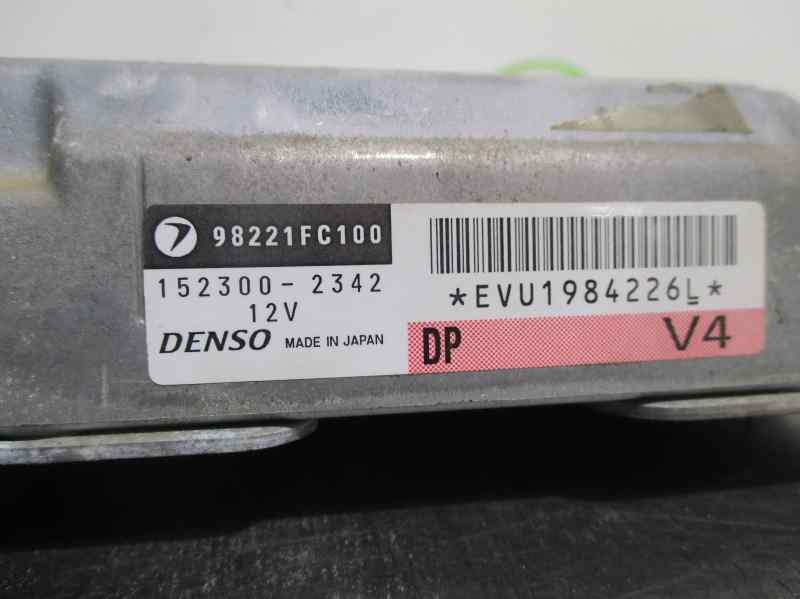 98221FC100
152300-2342
12V
DENSO MADE IN JAPAN
*EVU1984226L*
DP V4